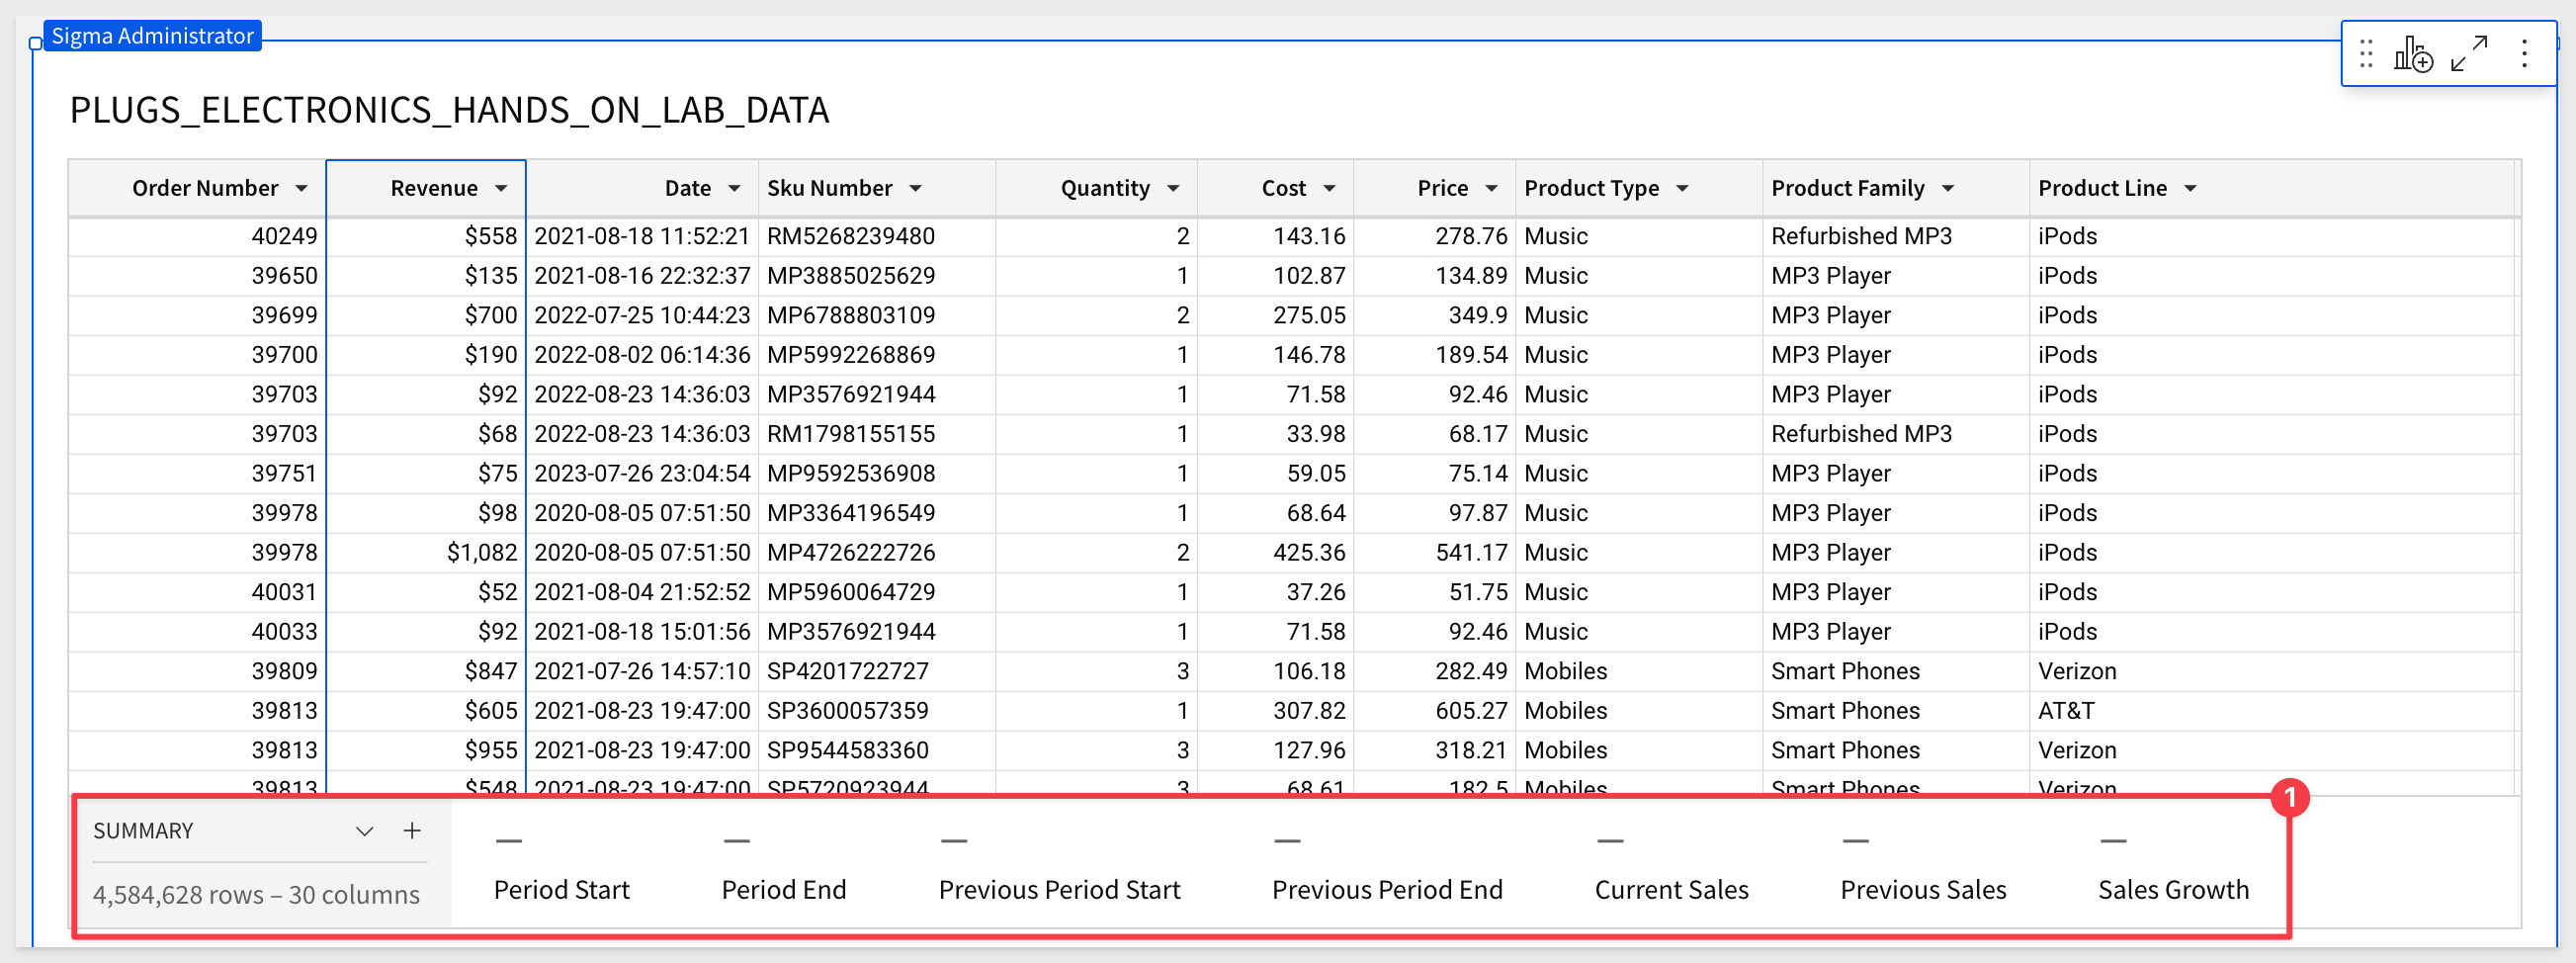 Sigma Administrator
PLUGS_ELECTRONICS_HANDS_ON_LAB_DATA
Order Number Revenue Date Sku Number Quantity Cost Price Product Type Product Family Product Line
40249 $558 2021-08-18 11:52:21 RM5268239480 2 143.16 278.76 Music Refurbished MP3 iPods
39650 $135 2021-08-16 22:32:37 MP3885025629 1 102.87 134.89 Music MP3 Player iPods
39699 $700 2022-07-25 10:44:23 MP6788803109 2 275.05 349.9 Music MP3 Player iPods
39700 $190 2022-08-02 06:14:36 MP5992268869 1 146.78 189.54 Music MP3 Player iPods
39703 $92 2022-08-23 14:36:03 MP3576921944 1 71.58 92.46 Music MP3 Player iPods
39703 $68 2022-08-23 14:36:03 RM1798155155 1 33.98 68.17 Music Refurbished MP3 iPods
39751 $75 2023-07-26 23:04:54 MP9592536908 1 59.05 75.14 Music MP3 Player iPods
39978 $98 2020-08-05 07:51:50 MP3364196549 1 68.64 97.87 Music MP3 Player iPods
39978 $1,082 2020-08-05 07:51:50 MP4726222726 2 425.36 541.17 Music MP3 Player iPods
40031 $52 2021-08-04 21:52:52 MP5960064729 1 37.26 51.75 Music MP3 Player iPods
40033 $92 2021-08-18 15:01:56 MP3576921944 1 71.58 92.46 Music MP3 Player iPods
39809 $847 2021-07-26 14:57:10 SP4201722727 3 106.18 282.49 Mobiles Smart Phones Verizon
39813 $605 2021-08-23 19:47:00 SP3600057359 1 307.82 605.27 Mobiles Smart Phones AT&T
39813 $955 2021-08-23 19:47:00 SP9544583360 3 127.96 318.21 Mobiles Smart Phones Verizon
39813 $548 2021-08-23 19:47:00 SP5720923944 3 68.61 182.5 Mobiles Smart Phones Verizon
1
SUMMARY — — — — — — —
4,584,628 rows – 30 columns Period Start Period End Previous Period Start Previous Period End Current Sales Previous Sales Sales Growth